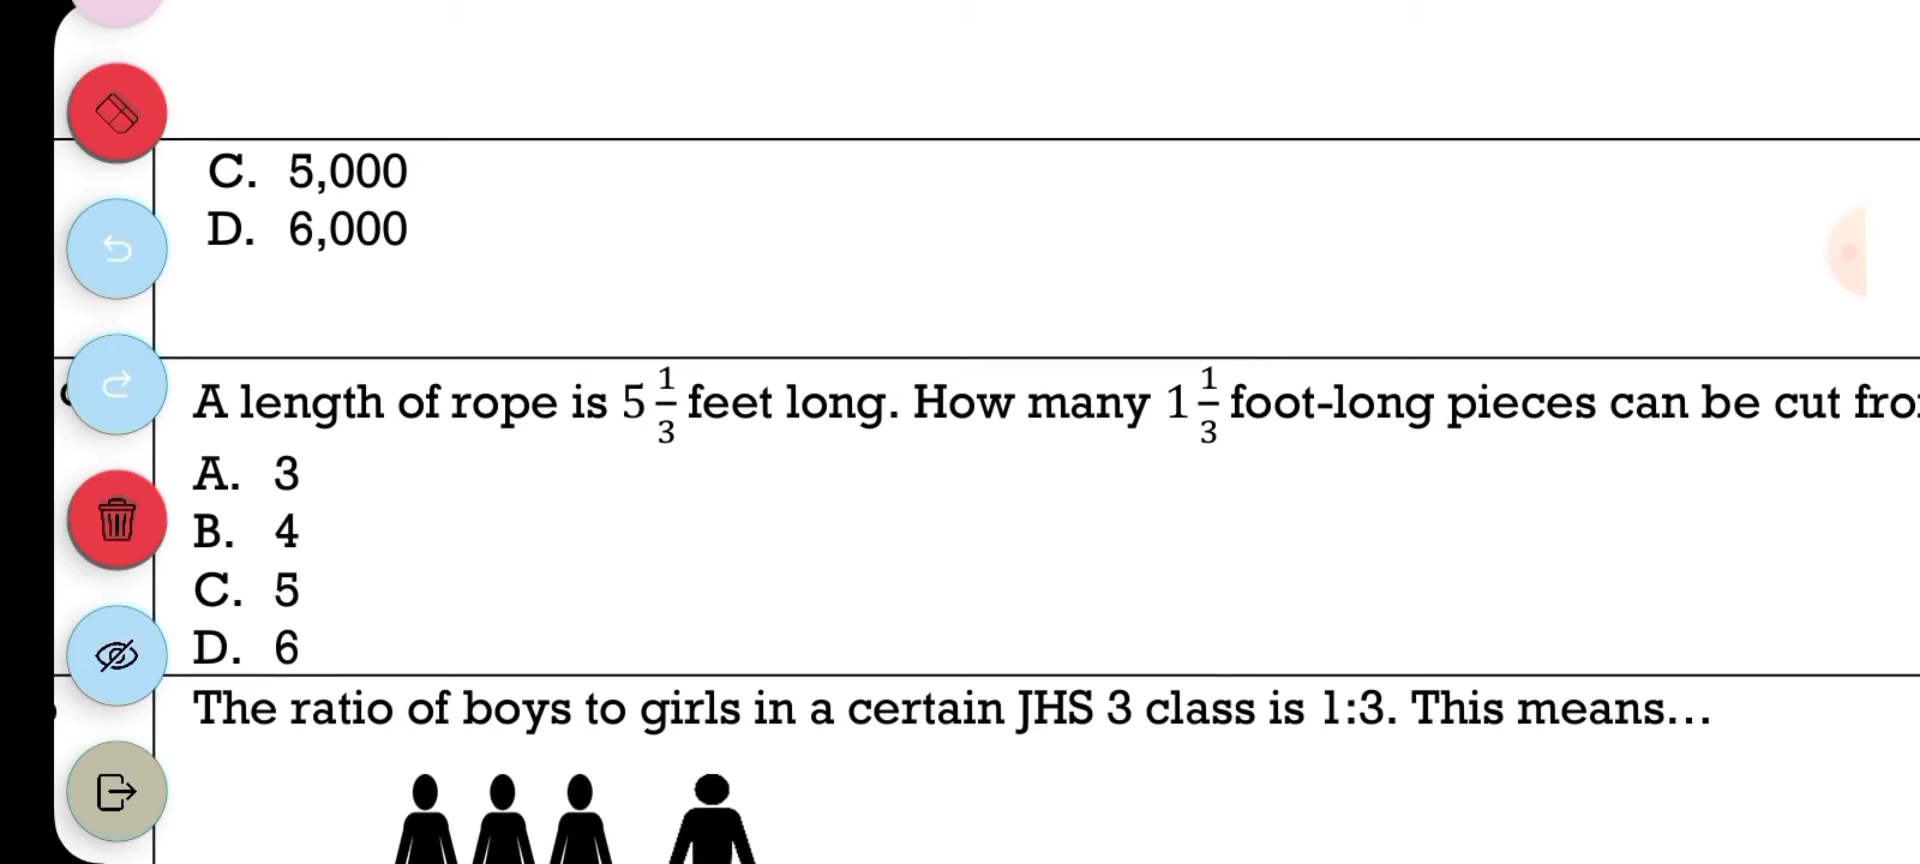 C. 5,000
D. 6,000
A length of rope is 5 1/3 feet long. How many 1 1/3 foot-long pieces can be cut
A. 3
B. 4
C. 5
D. 6
The ratio of boys to girls in a certain JHS 3 class is 1:3. This means...